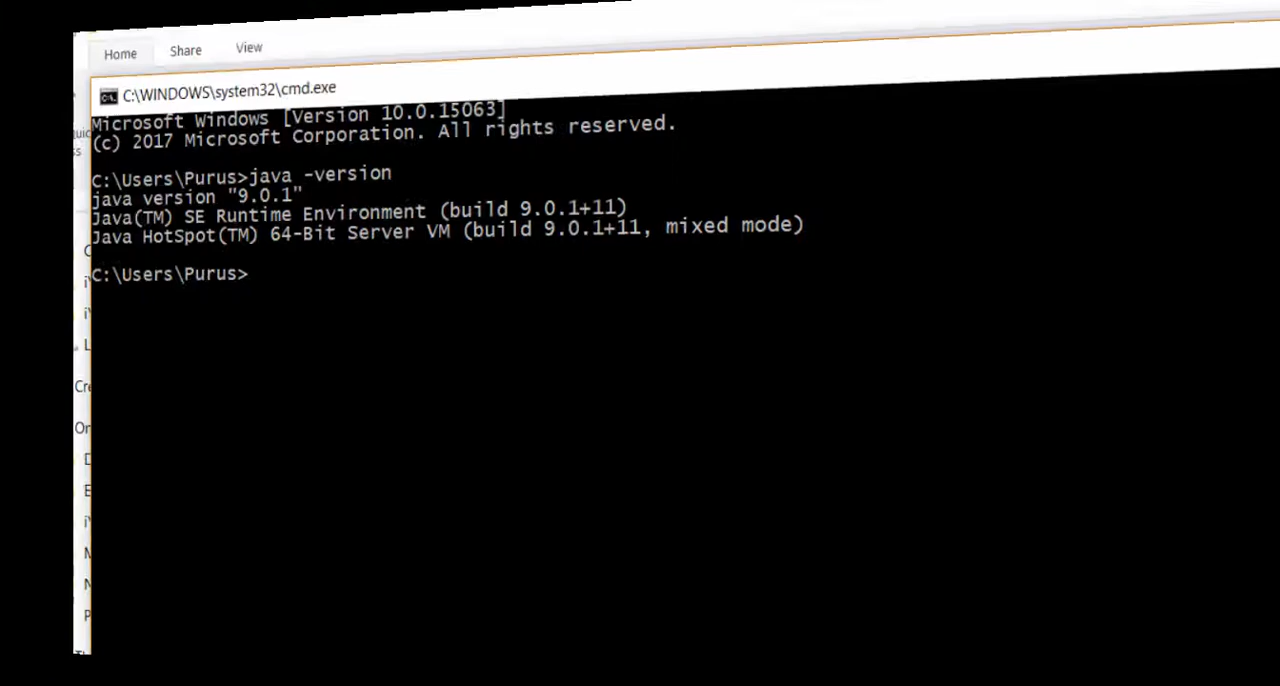 Home Share View
C:\WINDOWS\system32\cmd.exe
Microsoft Windows [Version 10.0.15063]
(c) 2017 Microsoft Corporation. All rights reserved.
C:\Users\Purus>java -version
java version "9.0.1"
Java(TM) SE Runtime Environment (build 9.0.1+11)
Java HotSpot(TM) 64-Bit Server VM (build 9.0.1+11, mixed mode)
C:\Users\Purus>